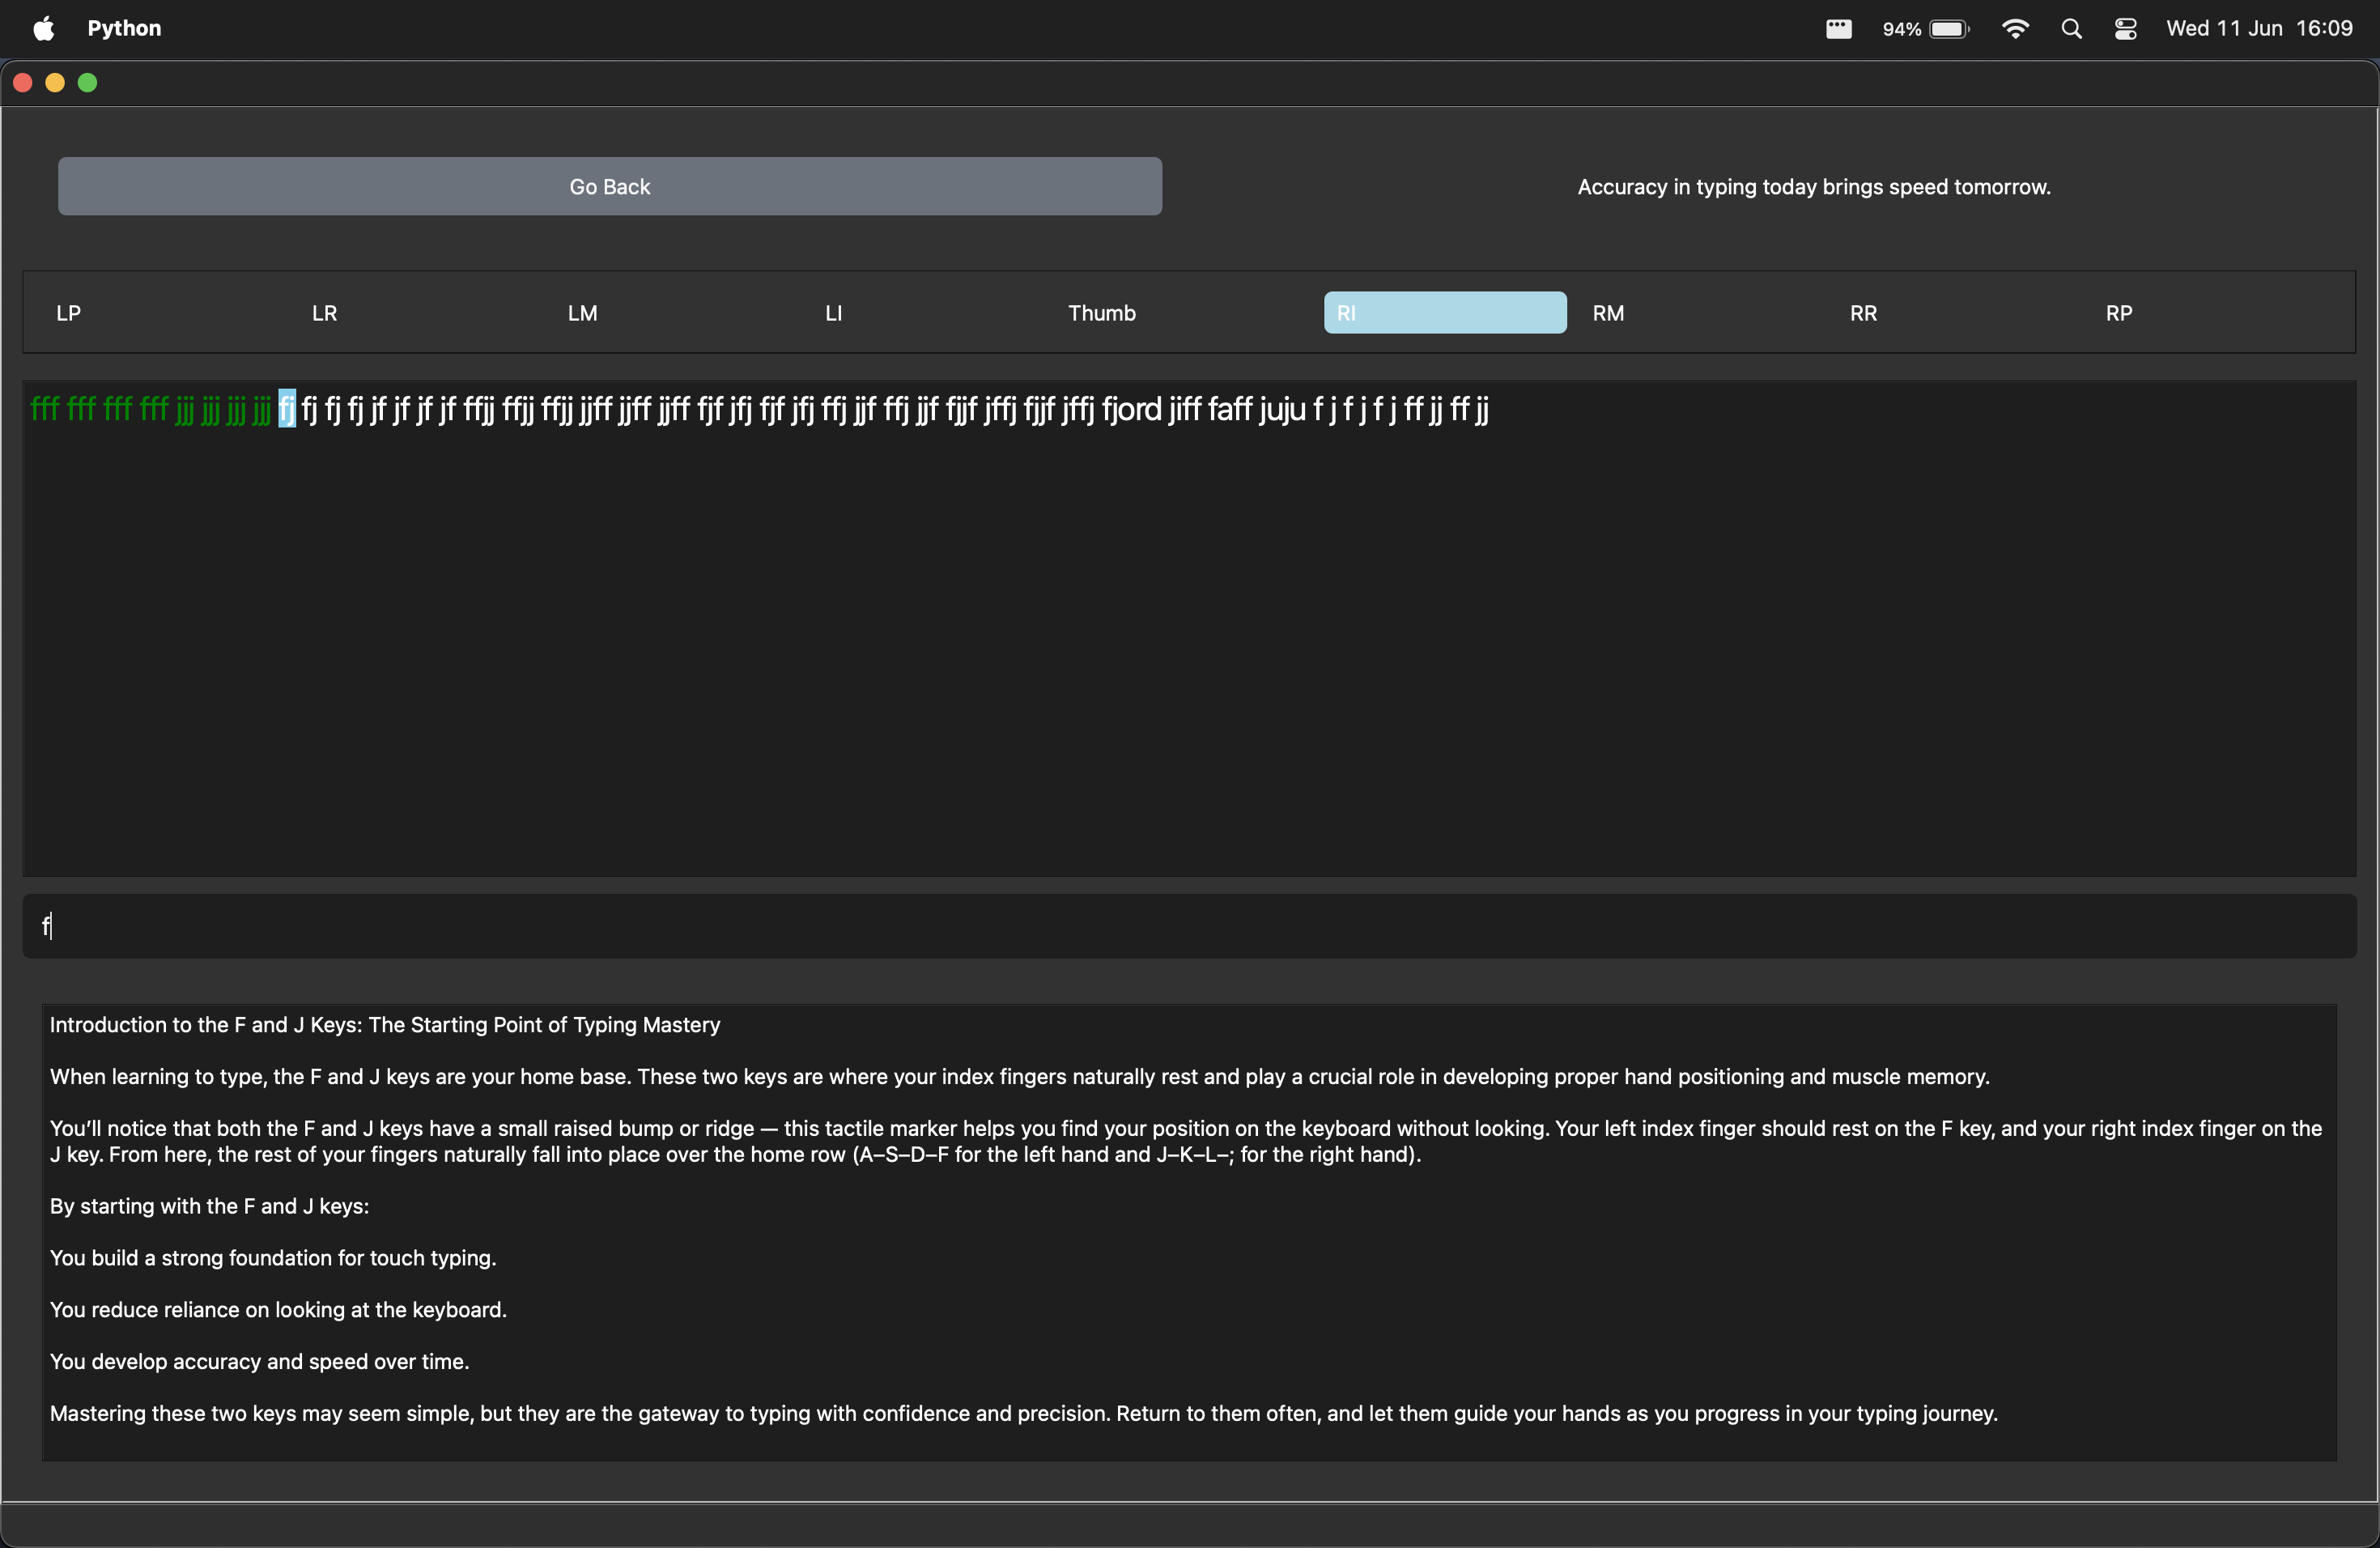 Python
94%
Wed 11 Jun 16:09
Go Back
Accuracy in typing today brings speed tomorrow.
LP LR LM LI Thumb RI RM RR RP
fff fff fff fff jjj jjj jjj jjj fj fj fj fj jf jf jf jf ffjj ffjj ffjj jjff jjff jjff fjf jfj fjf jfj ffj jjf ffj jjf fjjf jffj fjjf jffj fjord jiff faff juju f j f j f j ff jj ff jj
f
Introduction to the F and J Keys: The Starting Point of Typing Mastery
When learning to type, the F and J keys are your home base. These two keys are where your index fingers naturally rest and play a crucial role in developing proper hand positioning and muscle memory.
You’ll notice that both the F and J keys have a small raised bump or ridge — this tactile marker helps you find your position on the keyboard without looking. Your left index finger should rest on the F key, and your right index finger on the
J key. From here, the rest of your fingers naturally fall into place over the home row (A–S–D–F for the left hand and J–K–L–; for the right hand).
By starting with the F and J keys:
You build a strong foundation for touch typing.
You reduce reliance on looking at the keyboard.
You develop accuracy and speed over time.
Mastering these two keys may seem simple, but they are the gateway to typing with confidence and precision. Return to them often, and let them guide your hands as you progress in your typing journey.